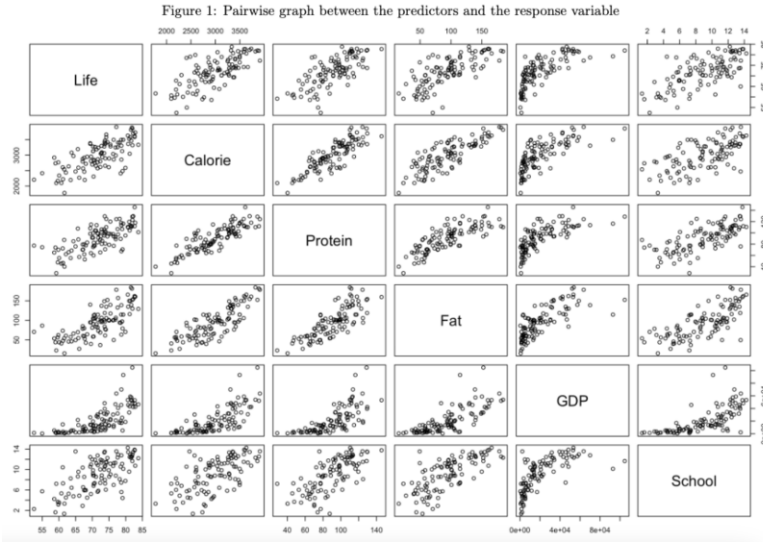 Figure 1: Pairwise graph between the predictors and the response variable
2000 2500 3000 3500
50 100 150
2 4 6 8 10 12 14
Life
2000 3000
Calorie
Protein
50 100 150
Fat
GDP
2 6 10 14
School
55 60 65 70 75 80 85
40 60 80 100 140
0e+00 4e+04 8e+04